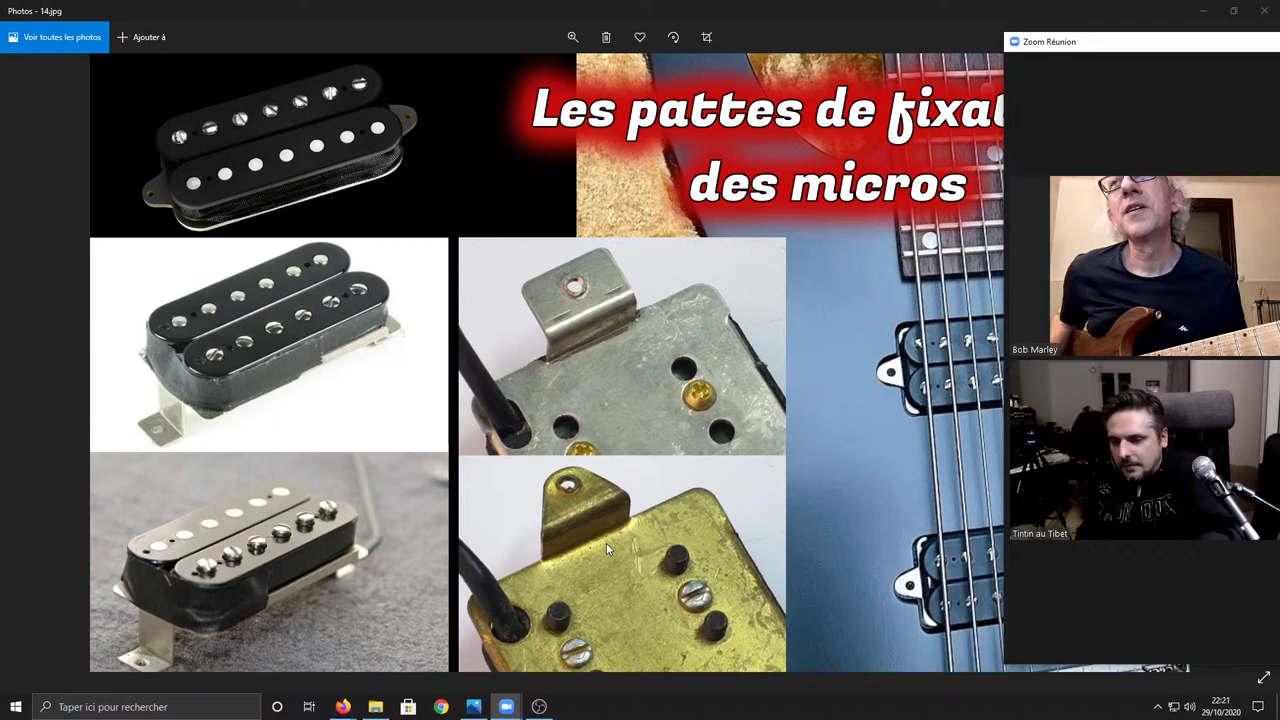 Photos - 14.jpg
Voir toutes les photos
Ajouter à
Zoom Réunion
Les pattes de fixat
des micros
Bob Marley
Tintin au Tibet
Taper ici pour rechercher
22:21
29/10/2020